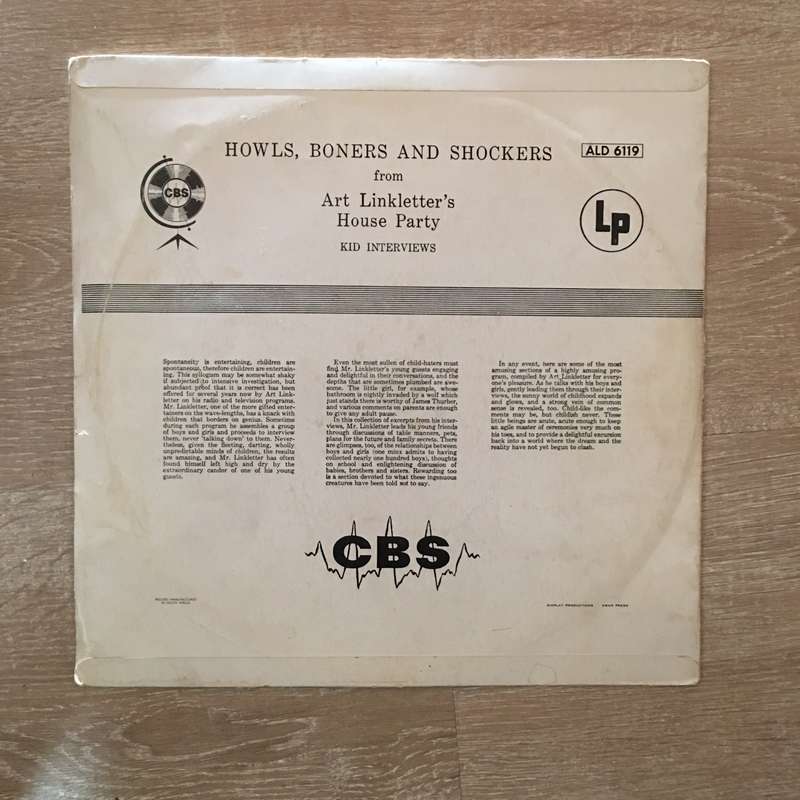 HOWLS, BONERS AND SHOCKERS
ALD 6119
from
Art Linkletter's
House Party
KID INTERVIEWS
CBS
Lp
Spontaneity is entertaining, children are
spontaneous, therefore children are entertain-
ing. This syllogism may be somewhat shaky
if subjected to intensive investigation, but
abundant proof that it is correct has been
offered for several years now by Art Link-
letter on his radio and television programs.
Mr. Linkletter, one of the more gifted enter-
tainers on the wave-lengths, has a knack with
children that borders on genius. Sometime
during each program he assembles a group
of boys and girls and proceeds to interview
them, never 'talking down' to them. Never-
theless, given the fleeting, darting, wholly
unpredictable minds of children, the results
are amazing, and Mr. Linkletter has often
found himself left high and dry by the
extraordinary candor of one of his young
guests.
Even the most sullen of child-haters must
find Mr. Linkletter's young guests engaging
and delightful in their conversations, and the
depths that are sometimes plumbed are awe-
some. The little girl, for example, whose
bathroom is nightly invaded by a wolf which
just stands there is worthy of James Thurber,
and various comments on parents are enough
to give any adult pause.
In this collection of excerpts from his inter-
views, Mr. Linkletter leads his young friends
through discussions of table manners, pets,
plans for the future and family secrets. There
are glimpses, too, of the relationships between
boys and girls (one minx admits to having
collected nearly one hundred boys), thoughts
on school and enlightening discussion of
babies, brothers and sisters. Rewarding too
is a section devoted to what these ingenuous
creatures have been told not to say.
In any event, here are some of the most
amusing sections of a highly amusing pro-
gram, compiled by Art Linkletter for every-
one's pleasure. As he talks with his boys and
girls, gently leading them through their inter-
views, the sunny world of childhood expands
and glows, and a strong vein of common
sense is revealed, too. Child-like the com-
ments may be, but childish never. These
little beings are acute, acute enough to keep
an agile master of ceremonies very much on
his toes, and to provide a delightful excursion
back into a world where the dream and the
reality have not yet begun to clash.
CBS
RECORD MANUFACTURED
IN SOUTH AFRICA
DISPLAY PRODUCTIONS
PRESS